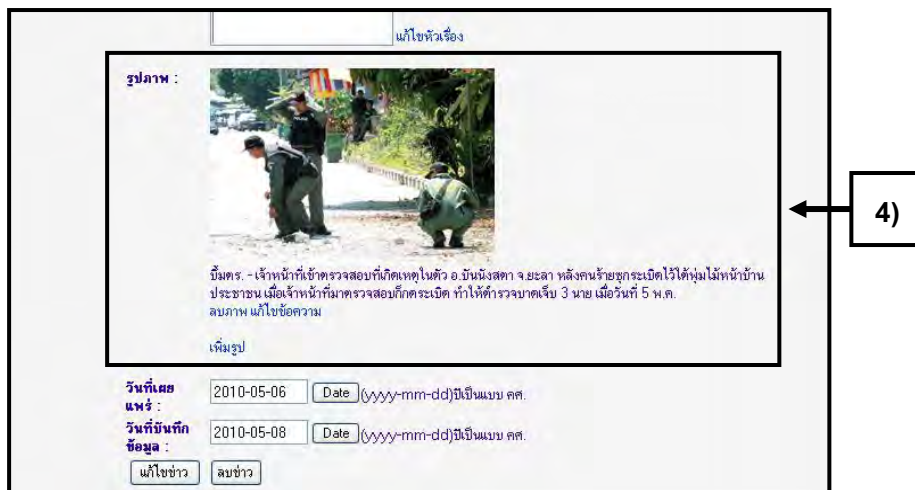 แก้ไขหัวเรื่อง
รูปภาพ :
บึ้มตร. - เจ้าหน้าที่เข้าตรวจสอบที่เกิดเหตุในตัว อ.บันนังสตา จ.ยะลา หลังคนร้ายซุกระเบิดไว้ใต้พุ่มไม้หน้าบ้าน
ประชาชน เมื่อเจ้าหน้าที่มาตรวจสอบก็กดระเบิด ทำให้ตำรวจบาดเจ็บ 3 นาย เมื่อวันที่ 5 พ.ค.
ลบภาพ แก้ไขข้อความ
เพิ่มรูป
4)
วันที่เผย
แพร่ :
2010-05-06 Date (yyyy-mm-dd)ปีเป็นแบบ คศ.
วันที่บันทึก
ข้อมูล :
2010-05-08 Date (yyyy-mm-dd)ปีเป็นแบบ คศ.
แก้ไขข่าว ลบข่าว